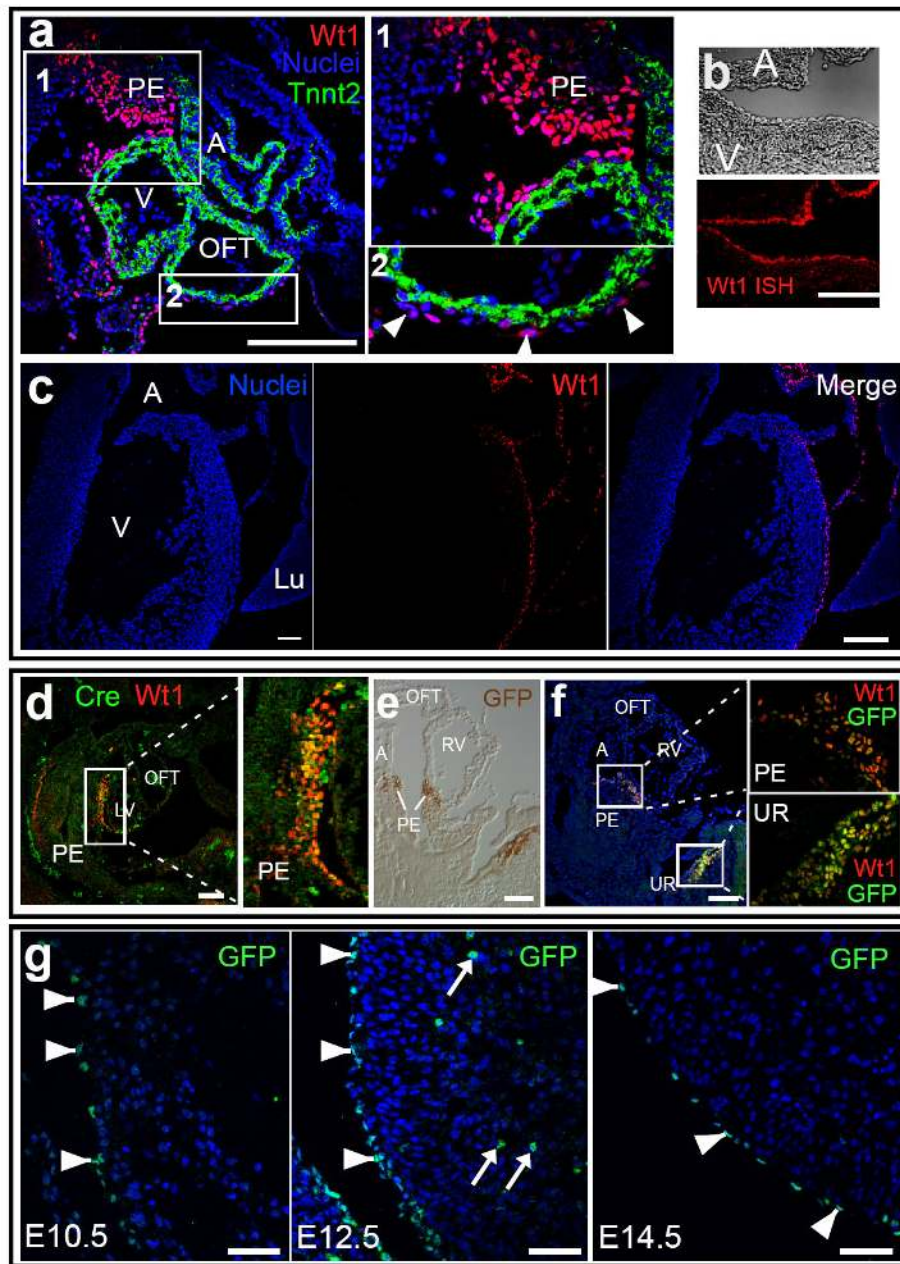 a
Wt1
Nuclei
Tnnt2
1
PE
A
V
OFT
2
1
PE
2
b
A
V
Wt1 ISH
c
A
Nuclei
V
Lu
Wt1
Merge
d
Cre Wt1
OFT
LV
PE
PE
e
GFP
OFT
A
RV
PE
f
OFT
A
RV
PE
UR
Wt1
GFP
PE
UR
Wt1
GFP
g
GFP
E10.5
GFP
E12.5
GFP
E14.5